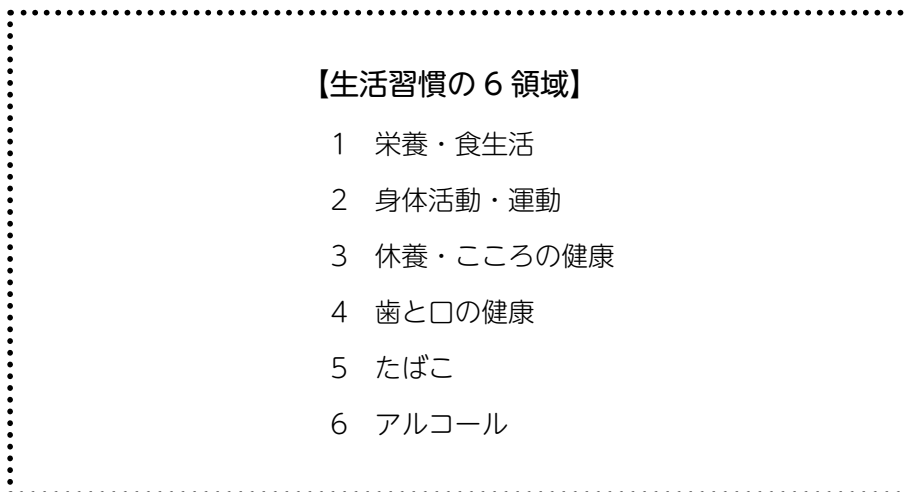 【生活習慣の6領域】
1 栄養・食生活
2 身体活動・運動
3 休養・こころの健康
4 歯と口の健康
5 たばこ
6 アルコール